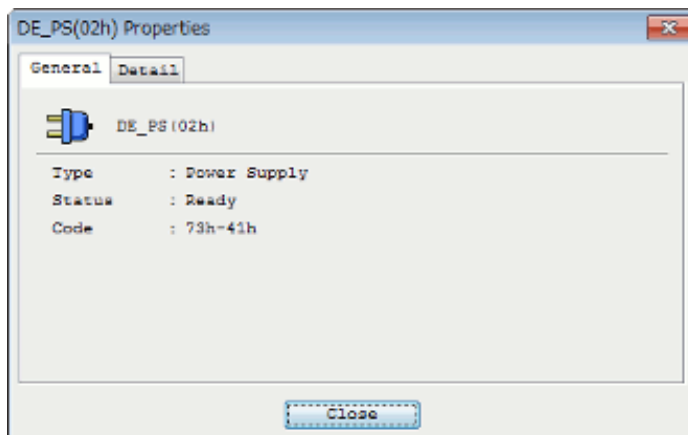 DE_PS(02h) Properties
General Detail
DE_PS(02h)
Type : Power Supply
Status : Ready
Code : 73h-41h
Close